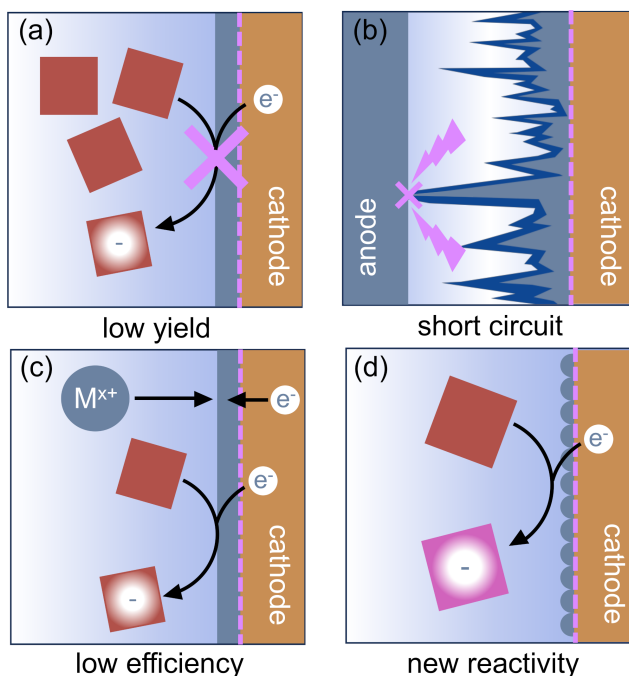 (a)
e-
-
cathode
low yield
(b)
anode
cathode
short circuit
(c)
Mˣ⁺
e-
e-
-
cathode
low efficiency
(d)
e-
-
cathode
new reactivity